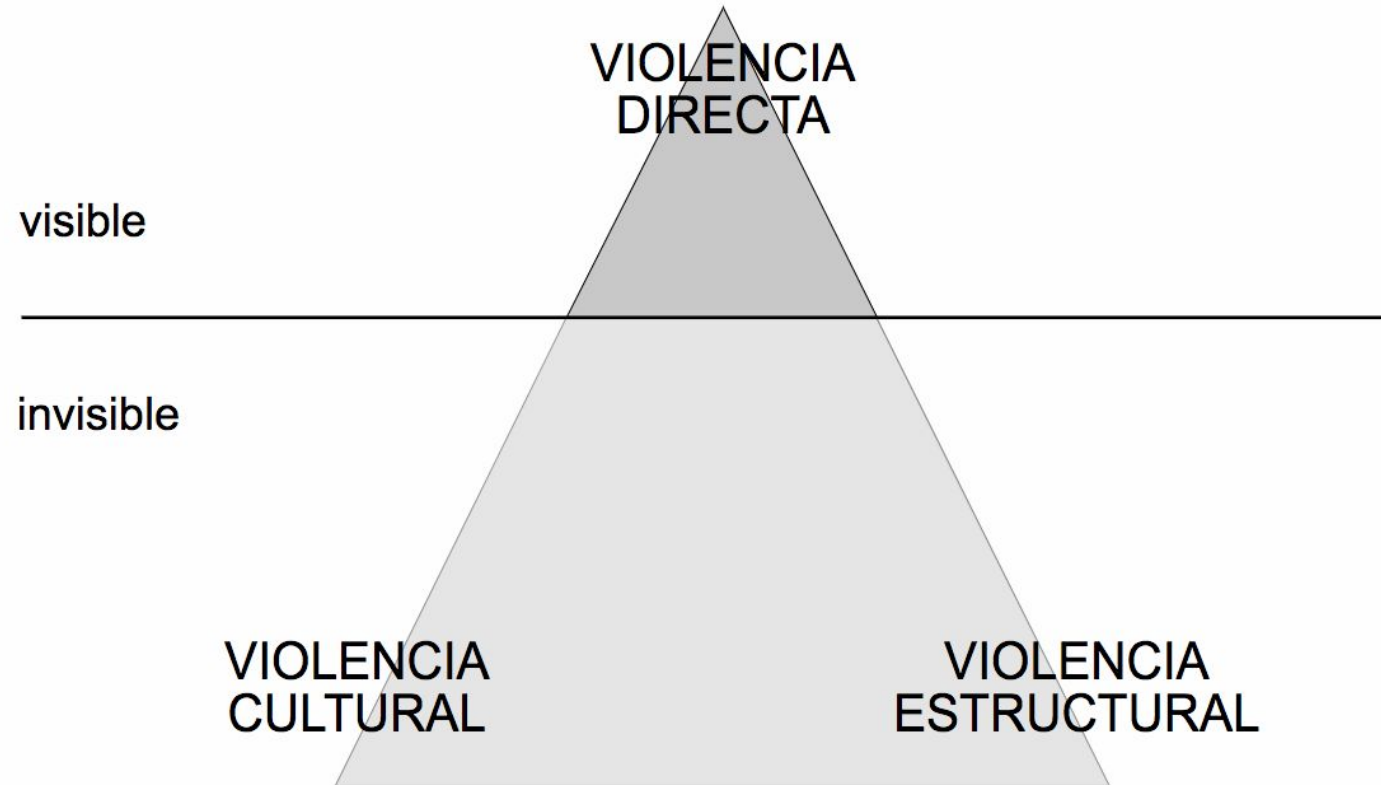 VIOLENCIA
DIRECTA
visible
invisible
VIOLENCIA
CULTURAL
VIOLENCIA
ESTRUCTURAL